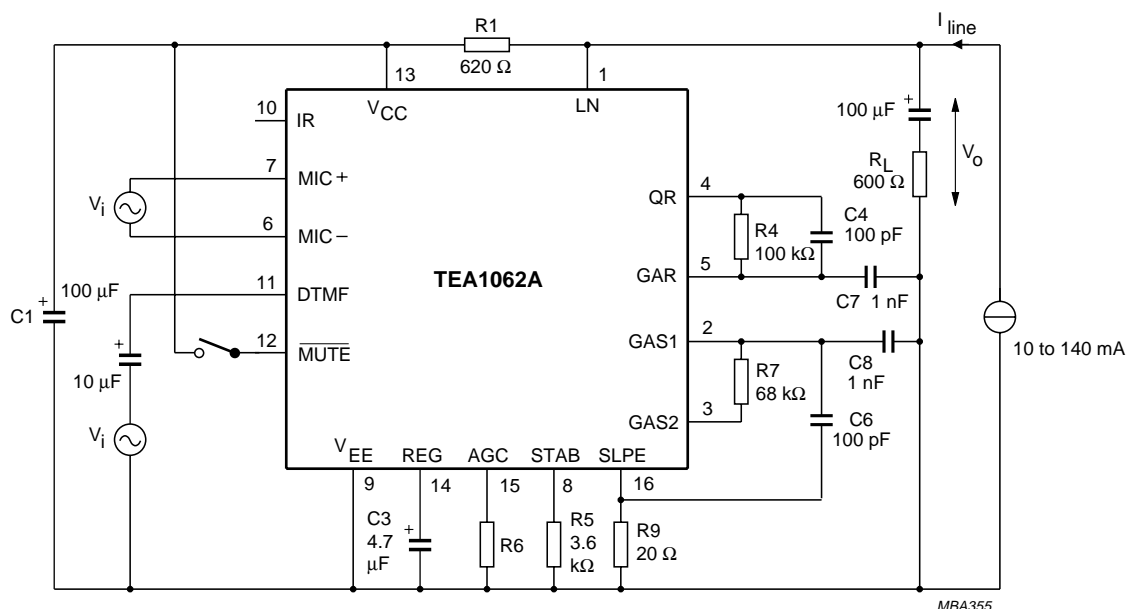 R1
620 Ω
I line
13
1
VCC
LN
10
IR
7
MIC+
Vi
6
MIC−
11
DTMF
100 μF
+
C1
12
MUTE
+
10 μF
Vi
TEA1062A
100 μF
+
RL
600 Ω
Vo
4
QR
R4
100 kΩ
C4
100 pF
5
GAR
C7
1 nF
2
GAS1
C8
1 nF
R7
68 kΩ
3
GAS2
C6
100 pF
10 to 140 mA
VEE
REG
AGC
STAB
SLPE
9
14
15
8
16
C3
4.7
μF
+
R6
R5
3.6
kΩ
R9
20 Ω
MBA355